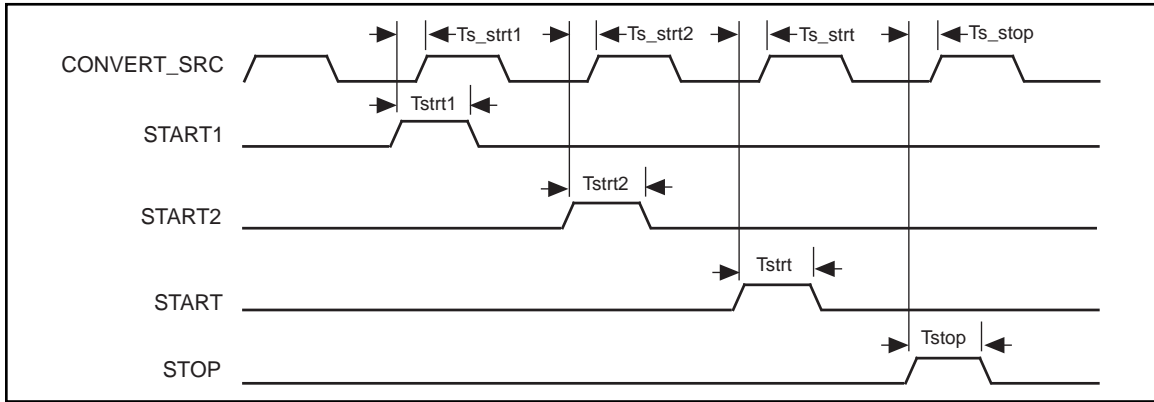 Ts_strt1 Ts_strt2 Ts_strt Ts_stop
CONVERT_SRC
Tstrt1
START1
Tstrt2
START2
Tstrt
START
Tstop
STOP